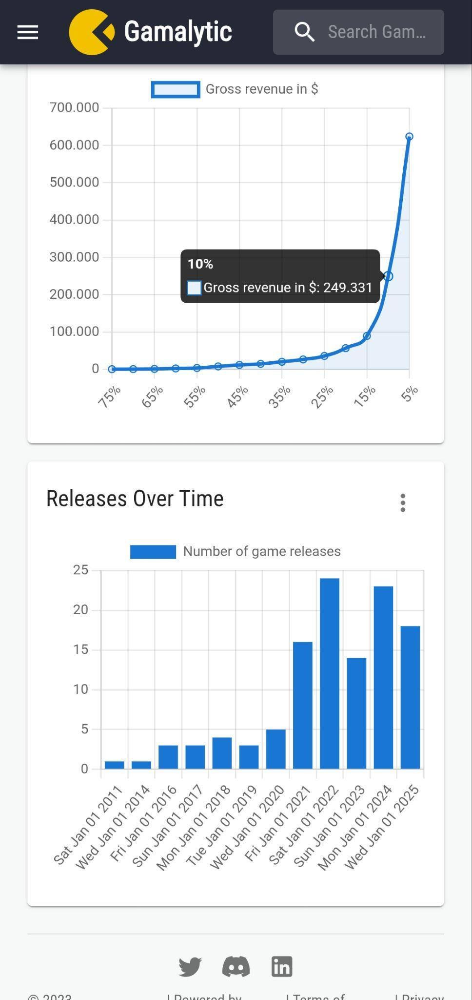 Gamalytic
Search Gam...
Gross revenue in $
700.000
600.000
500.000
400.000
300.000
200.000
100.000
0
10%
Gross revenue in $: 249.331
75%
65%
55%
45%
35%
25%
15%
5%
Releases Over Time
Number of game releases
25
20
15
10
5
0
Sat Jan 01 2011
Wed Jan 01 2014
Fri Jan 01 2016
Sun Jan 01 2017
Mon Jan 01 2018
Tue Jan 01 2019
Wed Jan 01 2020
Fri Jan 01 2021
Sat Jan 01 2022
Sun Jan 01 2023
Mon Jan 01 2024
Wed Jan 01 2025
in
© 2023 | Powered by | Terms of | Privacy